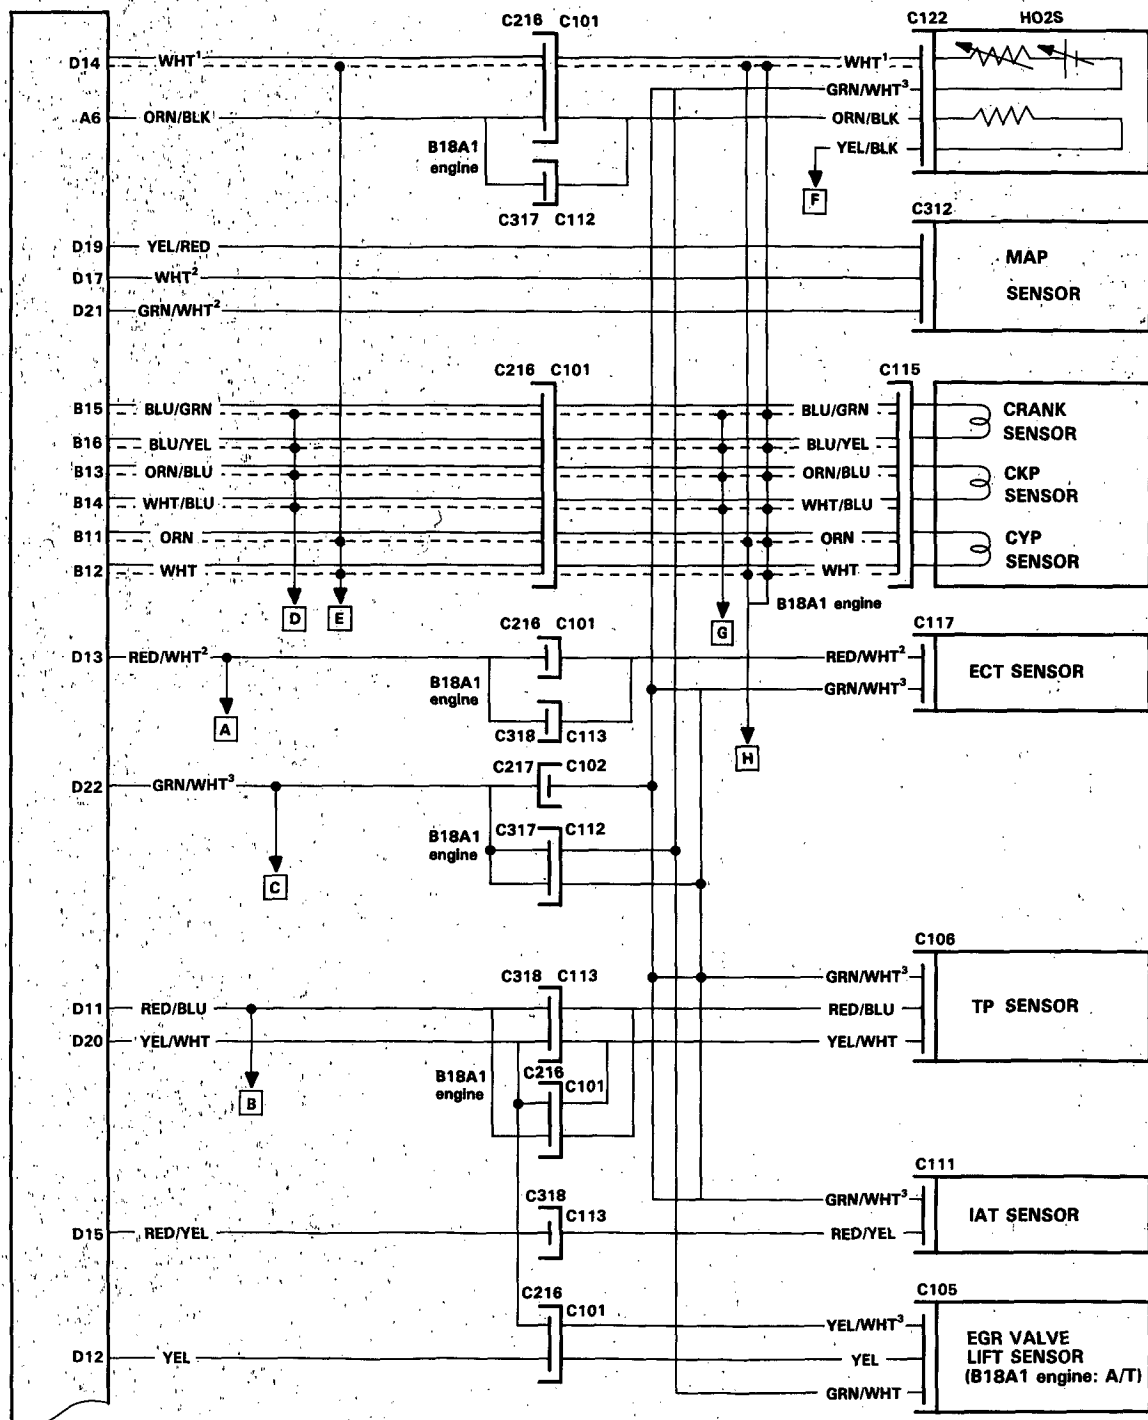 C216 C101 C122 HO2S
D14 WHT¹ WHT¹
GRN/WHT³
A6 ORN/BLK ORN/BLK
B18A1
engine
YEL/BLK
F
C317 C112
C312
D19 YEL/RED
D17 WHT²
D21 GRN/WHT²
MAP
SENSOR
C216 C101 C115
B15 BLU/GRN BLU/GRN
B16 BLU/YEL BLU/YEL
B13 ORN/BLU ORN/BLU
B14 WHT/BLU WHT/BLU
B11 ORN ORN
B12 WHT WHT
CRANK
SENSOR
CKP
SENSOR
CYP
SENSOR
D E G
B18A1 engine
C216 C101 C117
D13 RED/WHT² RED/WHT²
GRN/WHT³
ECT SENSOR
B18A1
engine
A
C318 C113
H
C217 C102
D22 GRN/WHT³
B18A1
engine
C317 C112
C
C106
GRN/WHT³
C318 C113
D11 RED/BLU RED/BLU
TP SENSOR
D20 YEL/WHT YEL/WHT
B18A1
engine
C216
C101
B
C111
C318
GRN/WHT³
C113
IAT SENSOR
D15 RED/YEL RED/YEL
C216
C101
C105
YEL/WHT³
D12 YEL YEL
GRN/WHT
EGR VALVE
LIFT SENSOR
(B18A1 engine: A/T)